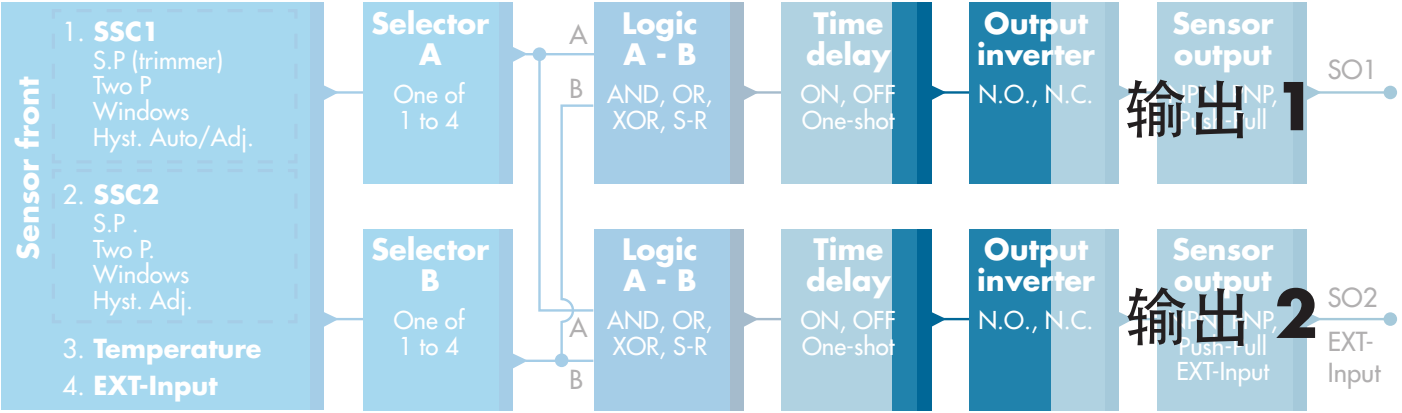 Sensor front
1. SSC1
S.P (trimmer)
Two P
Windows
Hyst. Auto/Adj.
2. SSC2
S.P .
Two P.
Windows
Hyst. Adj.
3. Temperature
4. EXT-Input
Selector
A
One of
1 to 4
A
B
Logic
A - B
AND, OR,
XOR, S-R
Time
delay
ON, OFF
One-shot
Output
inverter
N.O., N.C.
Sensor
output
输出 1
SO1
Selector
B
One of
1 to 4
A
B
Logic
A - B
AND, OR,
XOR, S-R
Time
delay
ON, OFF
One-shot
Output
inverter
N.O., N.C.
Sensor
output
输出 2
Push-Pull
EXT-Input
SO2
EXT-
Input